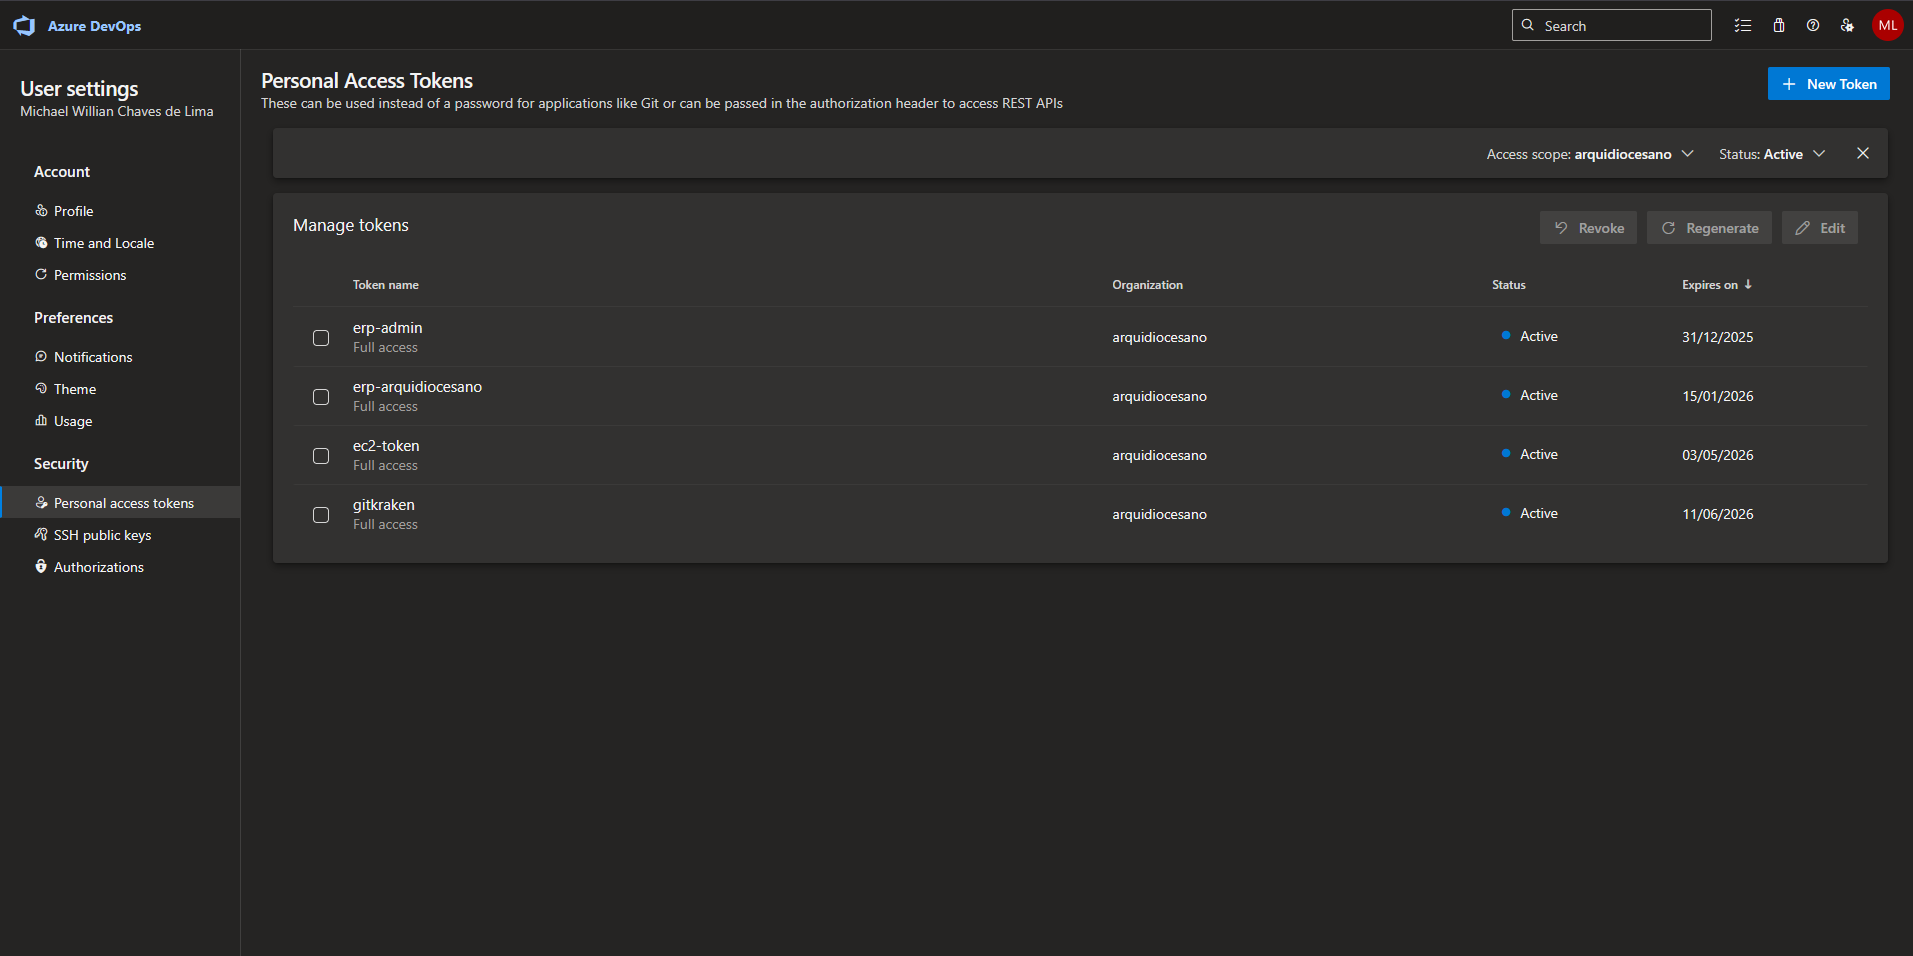 Azure DevOps
Search
ML
User settings
Michael Willian Chaves de Lima
Account
Profile
Time and Locale
Permissions
Preferences
Notifications
Theme
Usage
Security
Personal access tokens
SSH public keys
Authorizations
Personal Access Tokens
These can be used instead of a password for applications like Git or can be passed in the authorization header to access REST APIs
New Token
Access scope: arquidiocesano
Status: Active
Manage tokens
Revoke
Regenerate
Edit
Token name Organization Status Expires on
erp-admin
Full access
arquidiocesano Active 31/12/2025
erp-arquidiocesano
Full access
arquidiocesano Active 15/01/2026
ec2-token
Full access
arquidiocesano Active 03/05/2026
gitkraken
Full access
arquidiocesano Active 11/06/2026